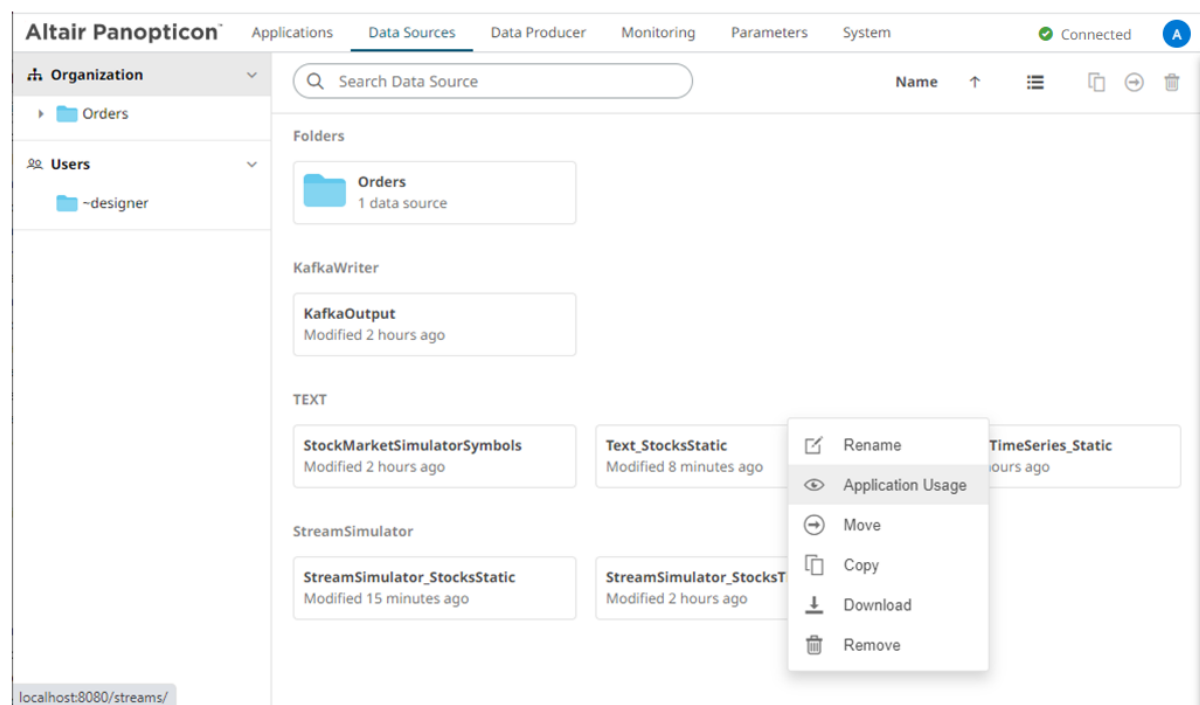 Altair Panopticon™ Applications Data Sources Data Producer Monitoring Parameters System Connected A
Organization
Orders
Users
~designer
Search Data Source Name
Folders
Orders
1 data source
KafkaWriter
KafkaOutput
Modified 2 hours ago
TEXT
StockMarketSimulatorSymbols
Modified 2 hours ago
Text_StocksStatic
Modified 8 minutes ago
TimeSeries_Static
ours ago
StreamSimulator
StreamSimulator_StocksStatic
Modified 15 minutes ago
StreamSimulator_StocksT
Modified 2 hours ago
Rename
Application Usage
Move
Copy
Download
Remove
localhost:8080/streams/